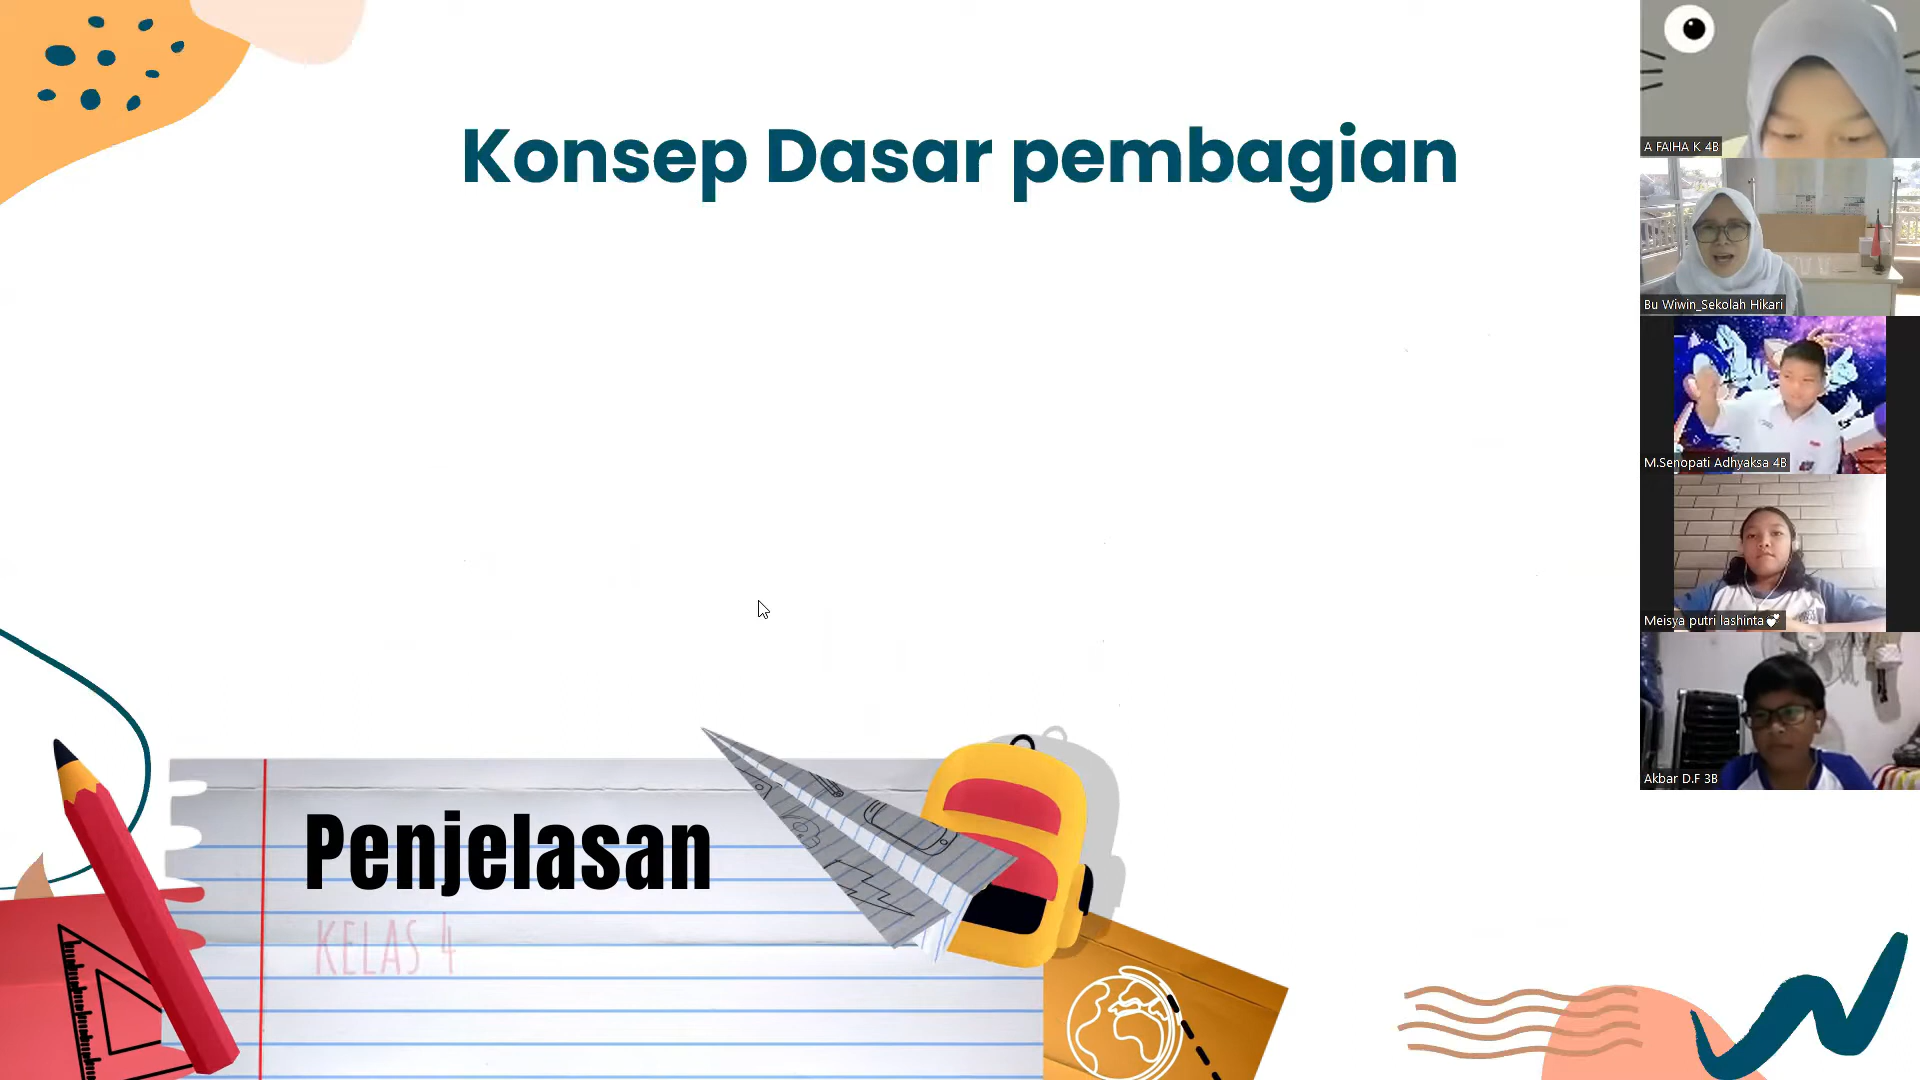 Konsep Dasar pembagian
Penjelasan
KELAS 4
A FAIHA K 4B
Bu Wiwin_Sekolah Hikari
M.Senopati Adhyaksa 4B
Meisya putri lashinta💞
Akbar D.F 3B